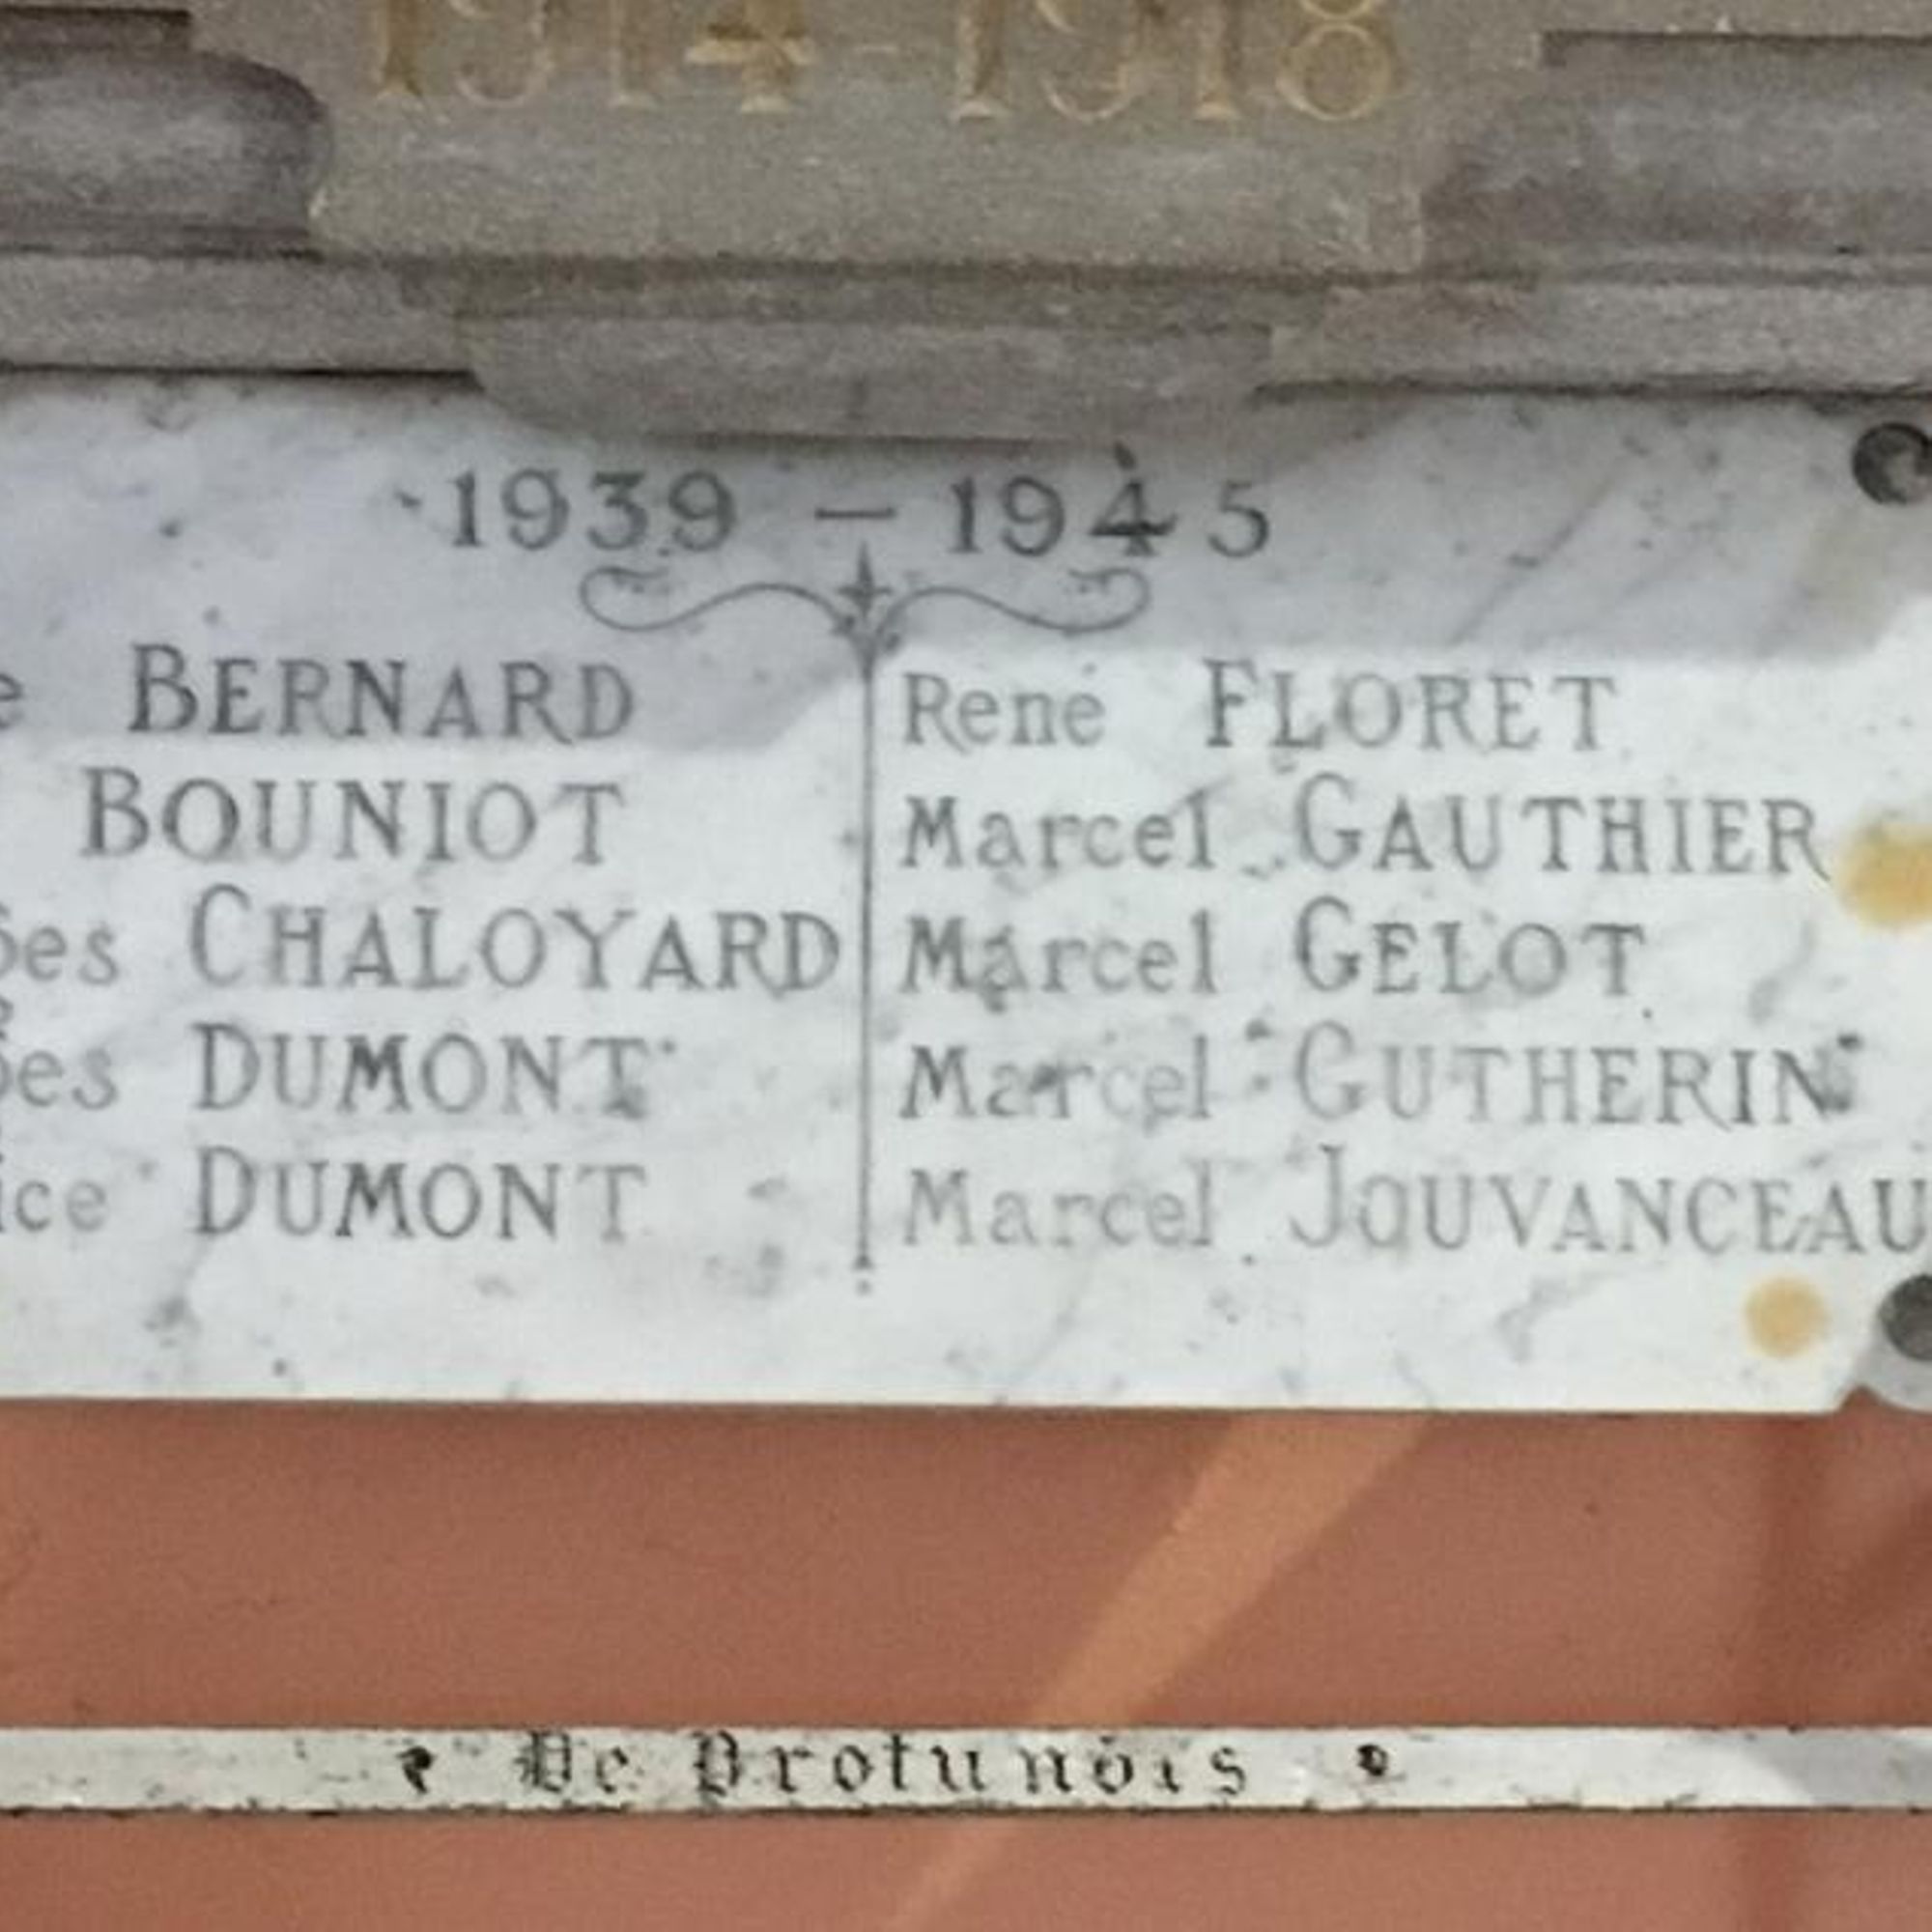 1914-1918
1939 - 1945
BERNARD
BOUNIOT
CHALOYARD
DUMONT
DUMONT
René FLORET
Marcel GAUTHIER
Marcel GELOT
Marcel GUTHERIN
Marcel JOUVANCEAU
De Profundis